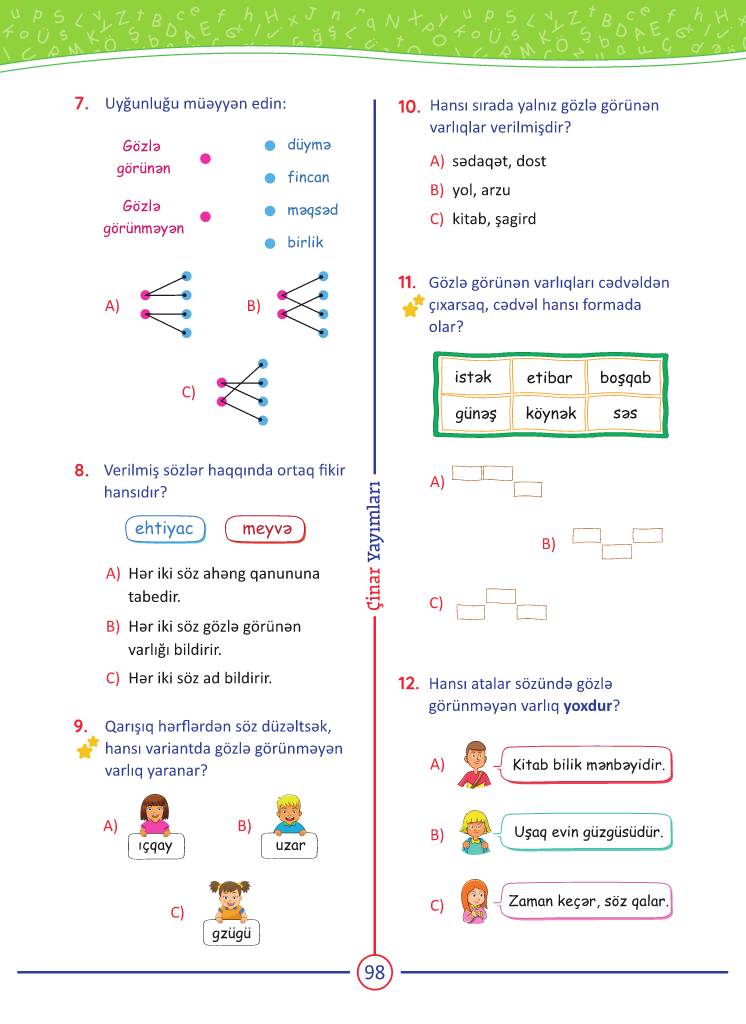 7. Uyğunluğu müəyyən edin:
Gözlə
görünən
Gözlə
görünməyən
düymə
fincan
məqsəd
birlik
A)
B)
C)
8. Verilmiş sözlər haqqında ortaq fikir
hansıdır?
ehtiyac
meyvə
A) Hər iki söz ahəng qanununa
tabedir.
B) Hər iki söz gözlə görünən
varlığı bildirir.
C) Hər iki söz ad bildirir.
9. Qarışıq hərflərdən söz düzəltsək,
hansı variantda gözlə görünməyən
varlıq yaranar?
A) ıçqay
B) uzar
C) gzügü
Çinar Yayımları
10. Hansı sırada yalnız gözlə görünən
varlıqlar verilmişdir?
A) sədaqət, dost
B) yol, arzu
C) kitab, şagird
11. Gözlə görünən varlıqları cədvəldən
çıxarsaq, cədvəl hansı formada
olar?
istək etibar boşqab
günəş köynək səs
A)
B)
C)
12. Hansı atalar sözündə gözlə
görünməyən varlıq yoxdur?
A) Kitab bilik mənbəyidir.
B) Uşaq evin güzgüsüdür.
C) Zaman keçər, söz qalar.
98